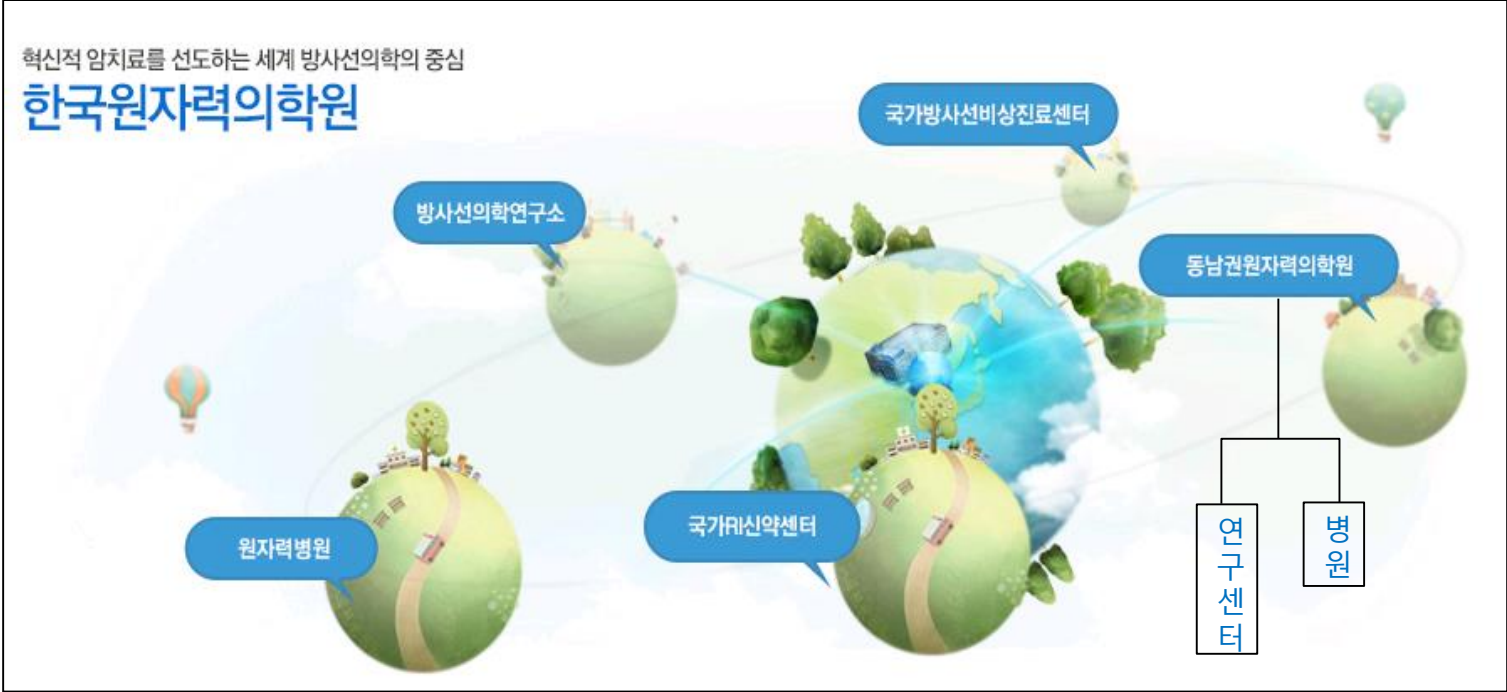 혁신적 암치료를 선도하는 세계 방사선의학의 중심
한국원자력의학원
국가방사선비상진료센터
방사선의학연구소
동남권원자력의학원
원자력병원
국가RI신약센터
연구센터
병원